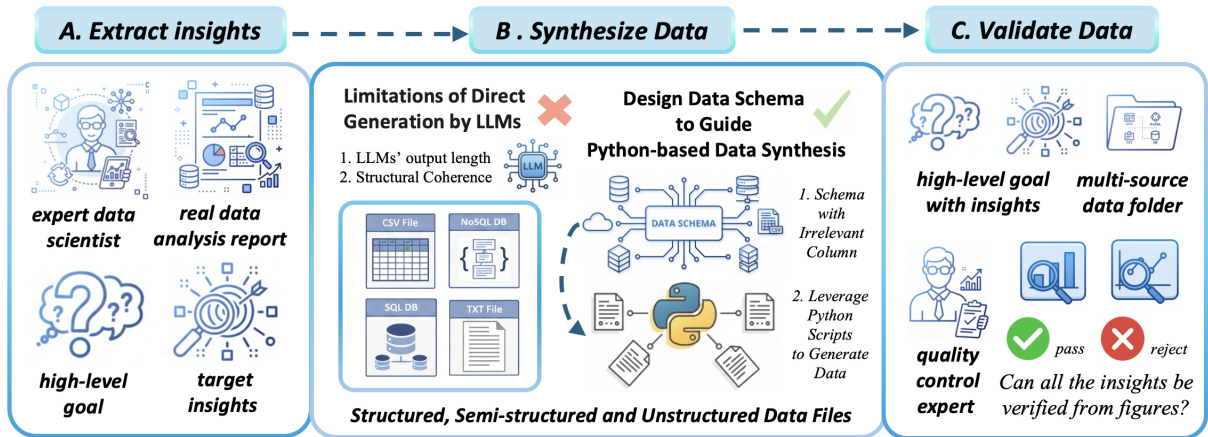 A. Extract insights
B . Synthesize Data
C. Validate Data
expert data
scientist
real data
analysis report
high-level
goal
target
insights
Limitations of Direct
Generation by LLMs
1. LLMs' output length
2. Structural Coherence
LLM
CSV File
NoSQL DB
SQL DB
TXT File
Design Data Schema
to Guide
Python-based Data Synthesis
DATA SCHEMA
CSV
1. Schema
with
Irrelevant
Column
2. Leverage
Python
Scripts
to Generate
Data
Structured, Semi-structured and Unstructured Data Files
high-level goal
with insights
multi-source
data folder
quality
control
expert
pass
reject
Can all the insights be
verified from figures?